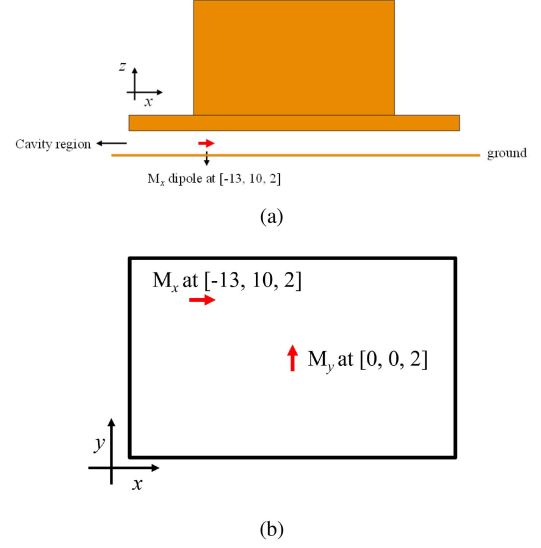 z
x
Cavity region
ground
Mx dipole at [-13, 10, 2]
(a)
Mx at [-13, 10, 2]
My at [0, 0, 2]
y
x
(b)